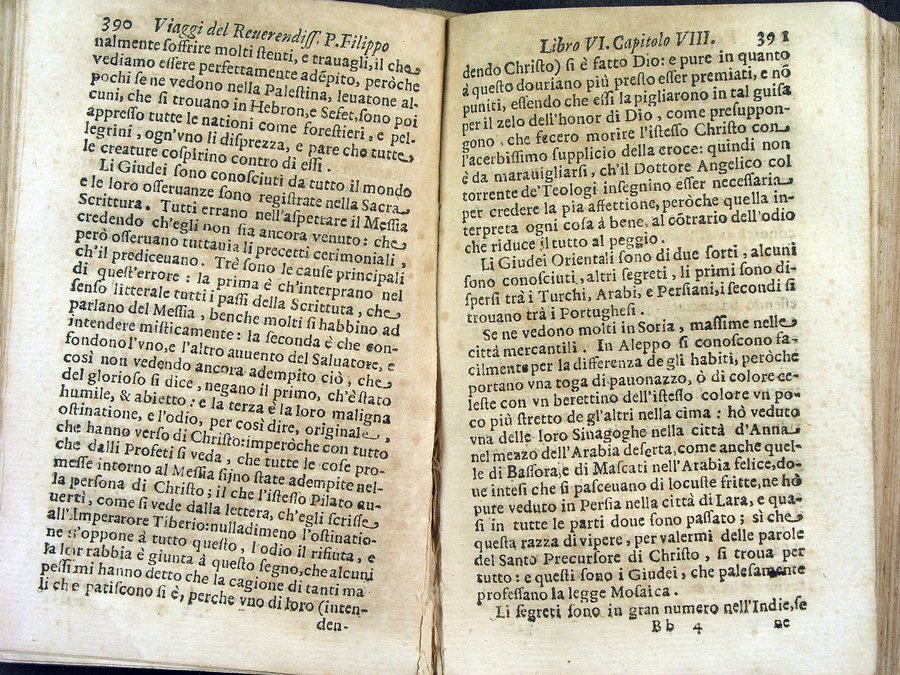 390 Viaggi del Reuerendiss. P. Filippo
nalmente soffrire molti stenti, e trauagli, il che
vediamo essere perfettamente adẽpito, peròche
pochi se ne vedono nella Palestina, leuatone al-
cuni, che si trouano in Hebron, e Sefet, sono poi
appresso tutte le nationi come forestieri, e pel-
legrini, ogn'vno li disprezza, e pare che tutte
le creature cospirino contro di essi.
Li Giudei sono conosciuti da tutto il mondo
e le loro osseruanze sono registrate nella Sacra
Scrittura. Tutti errano nell'aspettare il Messia
credendo ch'egli non sia ancora venuto: che
però osseruano tuttauia li precetti cerimoniali,
ch'il prediceuano. Trè sono le cause principali
di quest'errore: la prima è ch'interprano nel
senso litterale tutti i passi della Scrittuta, che
parlano del Messia, benche molti si habbino ad
intendere misticamente: la seconda è che con-
fondono l'vno, e l'altro auuento del Saluatore, e
così non vedendo ancora adempito ciò, che
del glorioso si dice, negano il primo, ch'è stato
humile, & abietto: e la terza è la loro maligna
ostinatione, e l'odio, per così dire, originale,
che hanno verso di Christo: imperòche con tutto
che dalli Profeti si veda, che tutte le cose pro-
messe intorno al Messia sijno state adempite nel-
la persona di Christo; il che l'istesso Pilato au-
uertì, come si vede dalla lettera, ch'egli scrisse
all'Imperarore Tiberio: nulladimeno l'ostinatio-
ne s'oppone à tutto questo, l'odio il rifiuta, e
la lor rabbia è giunta à questo segno, che alcuni
pessimi hanno detto che la cagione di tanti ma
li che patiscono si è, perche vno di loro (inten-
den-
Libro VI. Capitolo VIII. 391
dendo Christo) si è fatto Dio: e pure in quanto
à questo douriano più presto esser premiati, e nõ
puniti, essendo che essi la pigliarono in tal guisa
per il zelo dell'honor di Dio, come presuppon-
gono, che fecero morire l'istesso Christo con
l'acerbissimo supplicio della croce: quindi non
è da marauigliarsi, ch'il Dottore Angelico col
torrente de'Teologi insegnino esser necessaria
per credere la pia affettione, peròche quella in-
terpreta ogni cosa à bene, al cõtrario dell'odio
che riduce il tutto al peggio.
Li Giudei Orientali sono di due sorti, alcuni
sono conosciuti, altri segreti, li primi sono di-
spersi trà i Turchi, Arabi, e Persiani, i secondi si
trouano trà i Portughesi.
Se ne vedono molti in Soria, massime nelle
città mercantili. In Aleppo si conoscono fa-
cilmente per la differenza de gli habiti, peròche
portano vna toga di pauonazzo, ò di colore ce-
leste con vn berettino dell'istesso colore vn po-
co più stretto de gl'altri nella cima: hò veduto
vna delle loro Sinagoghe nella città d'Anna
nel mezzo dell'Arabia deserta, come anche quel-
le di Bassora, e di Mascati nell'Arabia felice, do-
ue intesi che si pasceuano di locuste fritte, ne hò
pure veduto in Persia nella città di Lara, e qua-
si in tutte le parti doue sono passato; sì che
questa razza di vipere, per valermi delle parole
del Santo Precursore di Christo, si troua per
tutto: e questi sono i Giudei, che palesamente
professano la legge Mosaica.
Li segreti sono in gran numero nell'Indie, se
Bb 4 ne